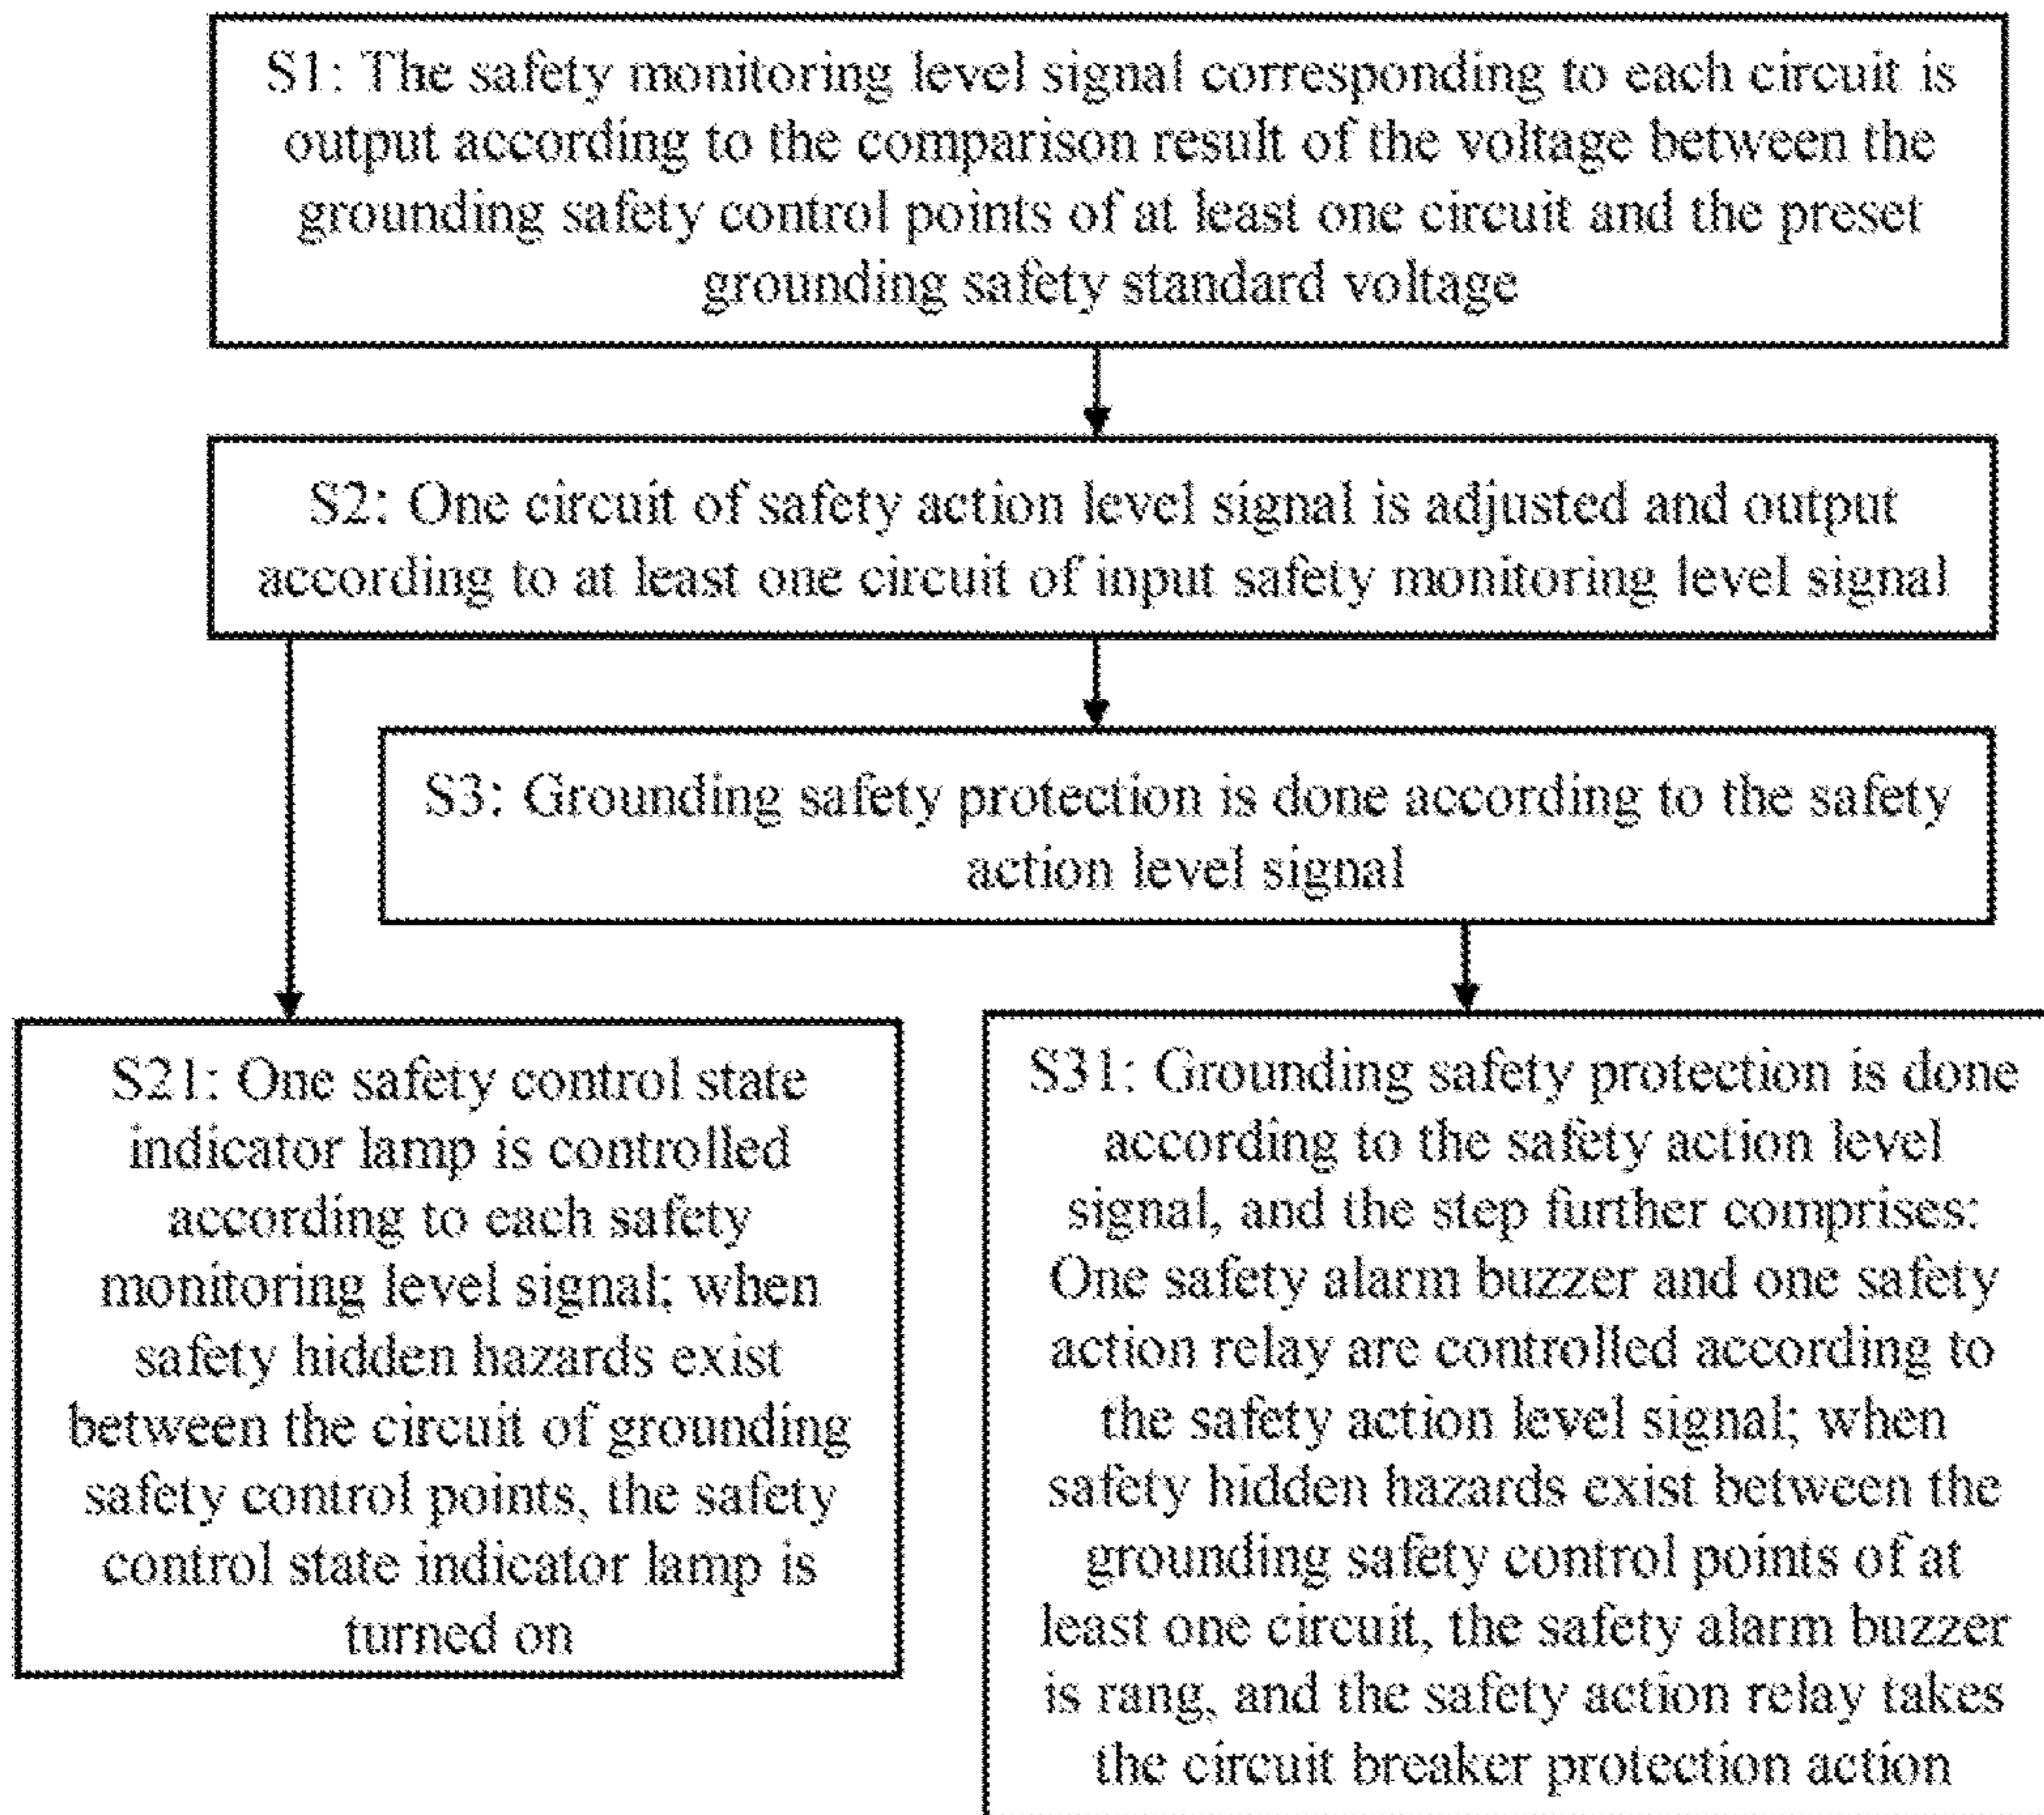 S1: The safety monitoring level signal corresponding to each circuit is
output according to the comparison result of the voltage between the
grounding safety control points of at least one circuit and the preset
grounding safety standard voltage
S2: One circuit of safety action level signal is adjusted and output
according to at least one circuit of input safety monitoring level signal
S3: Grounding safety protection is done according to the safety
action level signal
S21: One safety control state
indicator lamp is controlled
according to each safety
monitoring level signal; when
safety hidden hazards exist
between the circuit of grounding
safety control points, the safety
control state indicator lamp is
turned on
S31: Grounding safety protection is done
according to the safety action level
signal, and the step further comprises:
One safety alarm buzzer and one safety
action relay are controlled according to
the safety action level signal; when
safety hidden hazards exist between the
grounding safety control points of at
least one circuit, the safety alarm buzzer
is rang, and the safety action relay takes
the circuit breaker protection action